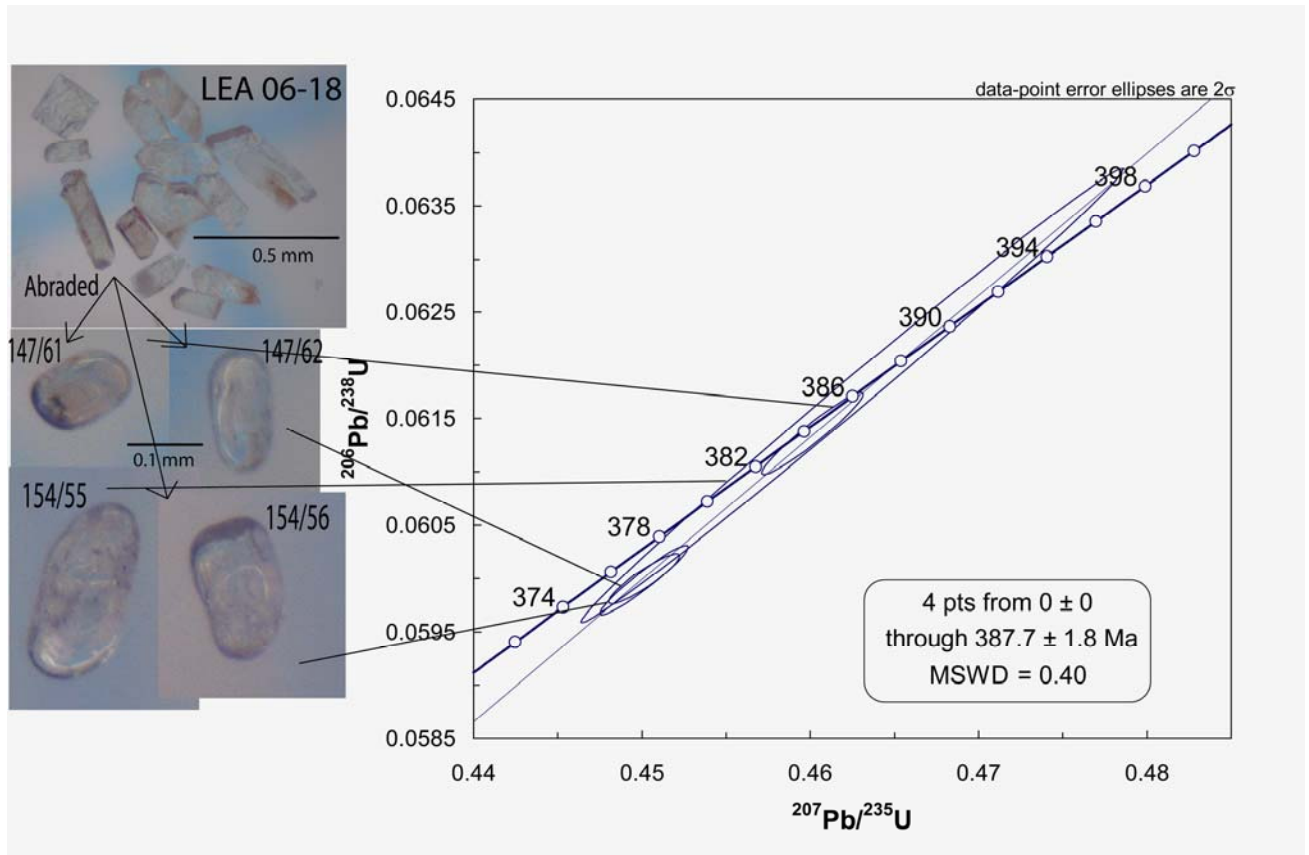 LEA 06-18
0.5 mm
Abraded
147/61
147/62
0.1 mm
154/55
154/56
data-point error ellipses are 2σ
0.0645
0.0635
0.0625
0.0615
0.0605
0.0595
0.0585
206Pb/238U
398
394
390
386
382
378
374
4 pts from 0 ± 0
through 387.7 ± 1.8 Ma
MSWD = 0.40
0.44 0.45 0.46 0.47 0.48
207Pb/235U